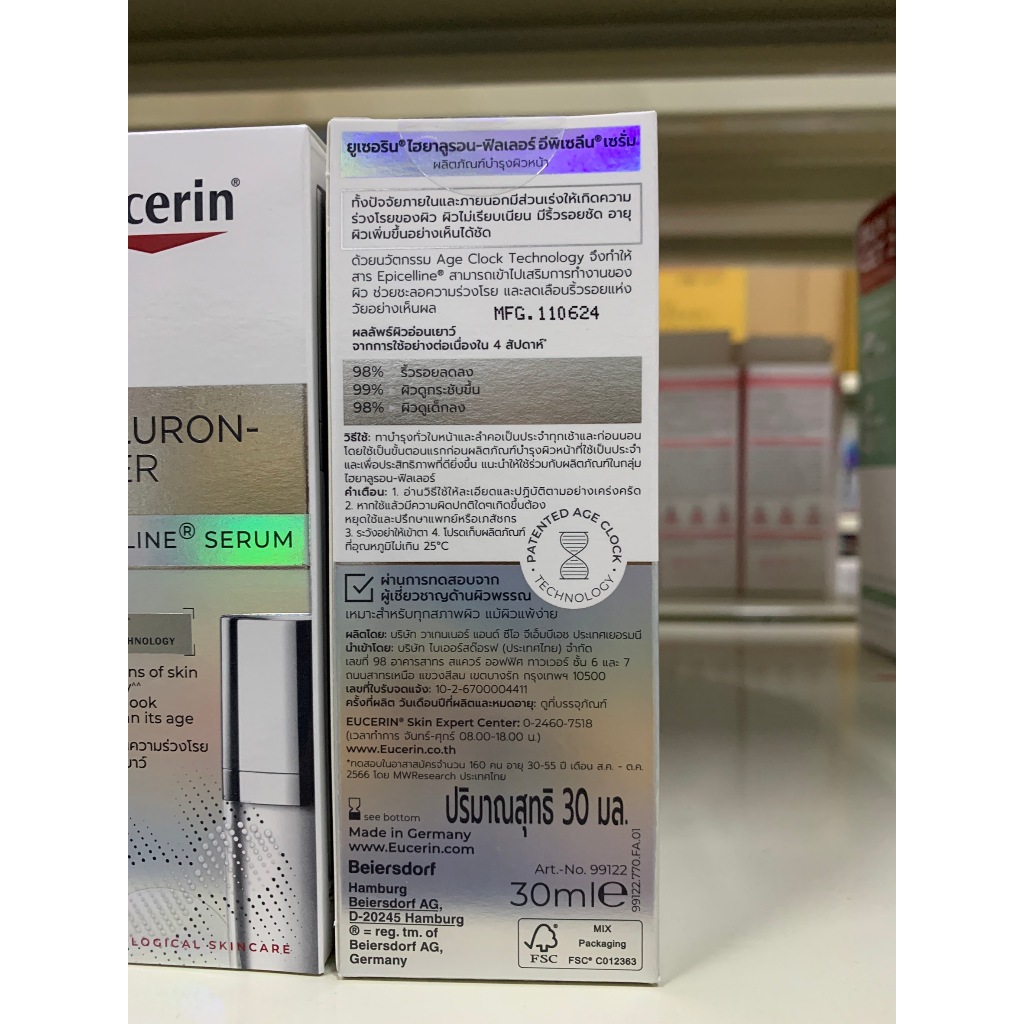 cerin®
LURON-
ER
LINE® SERUM
HNOLOGY
ns of skin
ook
n its age
ความร่วงโรย
าว์
LOGICAL SKINCARE
ยูเซอริน® ไฮยาลูรอน-ฟิลเลอร์ อีพิเซลีน® เซรั่ม
ผลิตภัณฑ์บำรุงผิวหน้า
ทั้งปัจจัยภายในและภายนอกมีส่วนเร่งให้เกิดความ
ร่วงโรยของผิว ผิวไม่เรียบเนียน มีริ้วรอยชัด อายุ
ผิวเพิ่มขึ้นอย่างเห็นได้ชัด
ด้วยนวัตกรรม Age Clock Technology จึงทำให้
สาร Epicelline® สามารถเข้าไปเสริมการทำงานของ
ผิว ช่วยชะลอความร่วงโรย และลดเลือนริ้วรอยแห่ง
วัยอย่างเห็นผล
MFG.110624
ผลลัพธ์ผิวอ่อนเยาว์
จากการใช้อย่างต่อเนื่องใน 4 สัปดาห์*
98% ริ้วรอยลดลง
99% ผิวดูกระชับขึ้น
98% ผิวดูเด็กลง
วิธีใช้: ทาบำรุงทั่วใบหน้าและลำคอเป็นประจำทุกเช้าและก่อนนอน
โดยใช้เป็นขั้นตอนแรกก่อนผลิตภัณฑ์บำรุงผิวหน้าที่ใช้เป็นประจำ
และเพื่อประสิทธิภาพที่ดียิ่งขึ้น แนะนำให้ใช้ร่วมกับผลิตภัณฑ์ในกลุ่ม
ไฮยาลูรอน-ฟิลเลอร์
คำเตือน: 1. อ่านวิธีใช้ให้ละเอียดและปฏิบัติตามอย่างเคร่งครัด
2. หากใช้แล้วมีความผิดปกติใดๆเกิดขึ้นต้อง
หยุดใช้และปรึกษาแพทย์หรือเภสัชกร
3. ระวังอย่าให้เข้าตา 4. โปรดเก็บผลิตภัณฑ์
ที่อุณหภูมิไม่เกิน 25°C
PATENTED AGE CLOCK
TECHNOLOGY
ผ่านการทดสอบจาก
ผู้เชี่ยวชาญด้านผิวพรรณ
เหมาะสำหรับทุกสภาพผิว แม้ผิวแพ้ง่าย
ผลิตโดย: บริษัท วาเกนเนอร์ แอนด์ ซีโอ จีเอ็มบีเอช ประเทศเยอรมนี
นำเข้าโดย: บริษัท ไบเออร์สด๊อรฟ (ประเทศไทย) จำกัด
เลขที่ 98 อาคารสาทร สแควร์ ออฟฟิศ ทาวเวอร์ ชั้น 6 และ 7
ถนนสาทรเหนือ แขวงสีลม เขตบางรัก กรุงเทพฯ 10500
เลขที่ใบรับจดแจ้ง: 10-2-6700004411
ครั้งที่ผลิต วันเดือนปีที่ผลิตและหมดอายุ: ดูที่บรรจุภัณฑ์
EUCERIN® Skin Expert Center: 0-2460-7518
(เวลาทำการ จันทร์-ศุกร์ 08.00-18.00 น.)
www.Eucerin.co.th
*ทดสอบในอาสาสมัครจำนวน 160 คน อายุ 30-55 ปี เดือน ส.ค. - ต.ค.
2566 โดย MWResearch ประเทศไทย
see bottom
ปริมาณสุทธิ 30 มล.
Made in Germany
www.Eucerin.com
Beiersdorf
Art.-No. 99122
Hamburg
30ml e
Beiersdorf AG,
D-20245 Hamburg
® = reg. tm. of
Beiersdorf AG,
Germany
99122.770.FA.01
FSC
MIX
Packaging
FSC® C012363